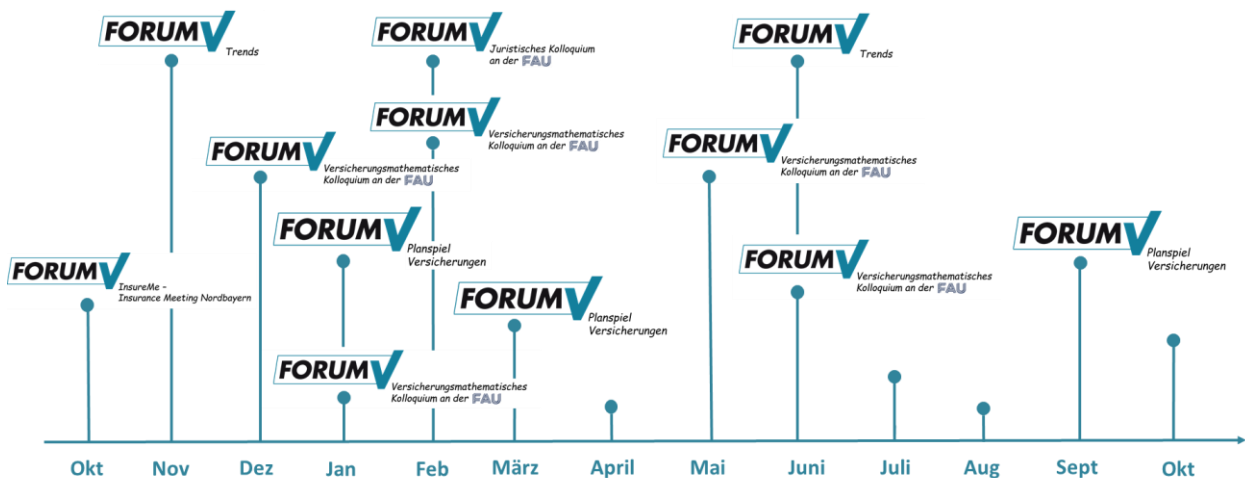 FORUMV
Trends
FORUMV
Juristisches Kolloquium
an der FAU
FORUMV
Trends
FORUMV
Versicherungsmathematisches
Kolloquium an der FAU
FORUMV
Versicherungsmathematisches
Kolloquium an der FAU
FORUMV
Versicherungsmathematisches
Kolloquium an der FAU
FORUMV
Planspiel
Versicherungen
FORUMV
Planspiel
Versicherungen
FORUMV
InsureMe –
Insurance Meeting Nordbayern
FORUMV
Versicherungsmathematisches
Kolloquium an der FAU
FORUMV
Planspiel
Versicherungen
FORUMV
Versicherungsmathematisches
Kolloquium an der FAU
Okt Nov Dez Jan Feb März April Mai Juni Juli Aug Sept Okt